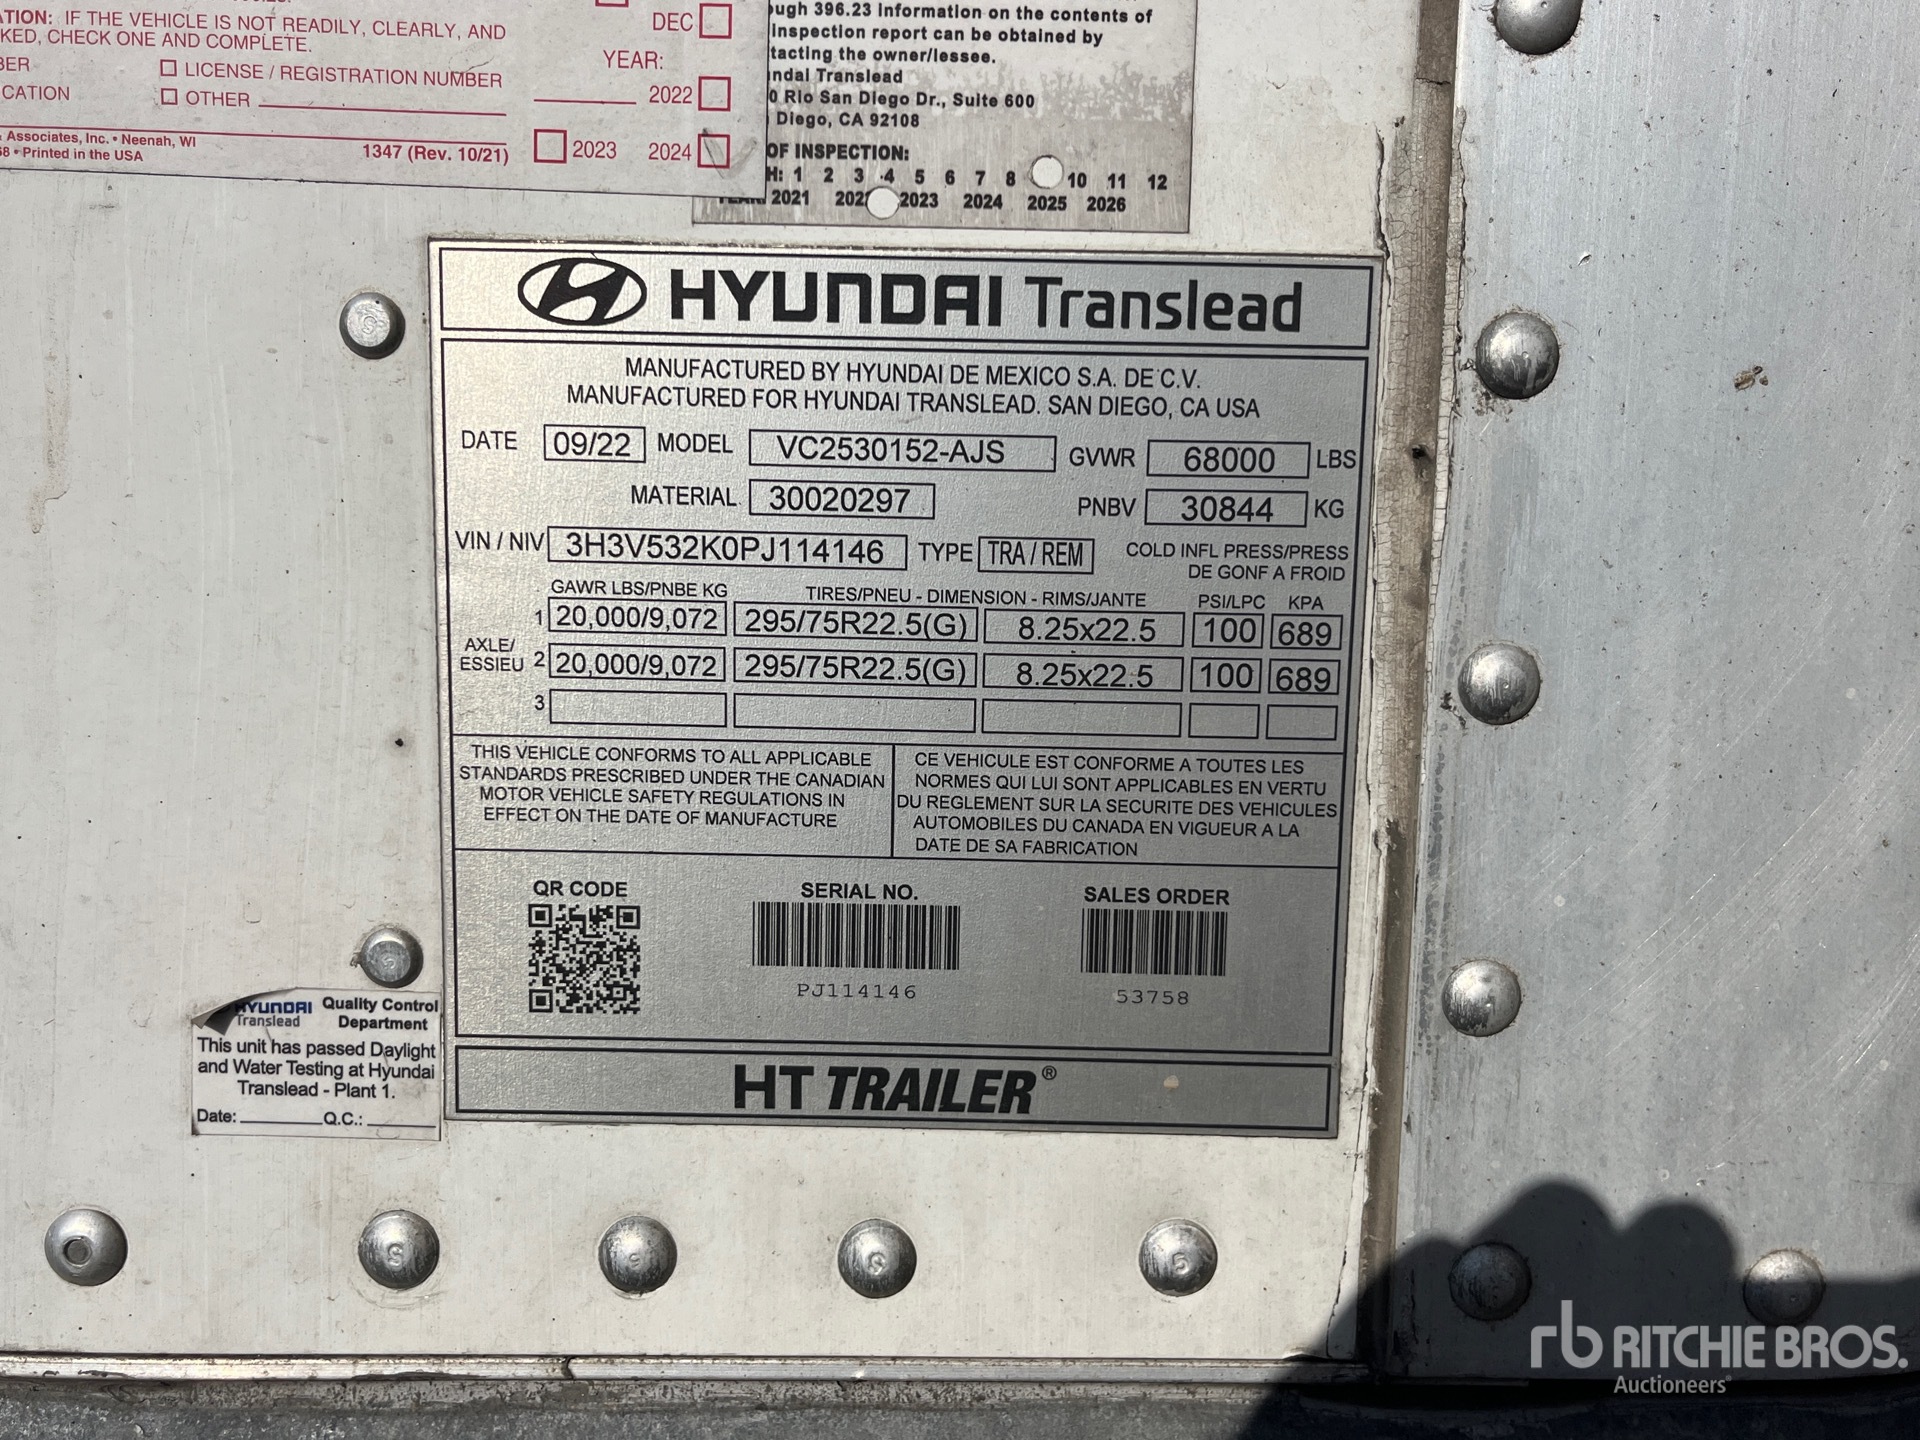 TION: IF THE VEHICLE IS NOT READILY, CLEARLY, AND
KED, CHECK ONE AND COMPLETE.
BER
LICENSE / REGISTRATION NUMBER
CATION
OTHER
DEC
YEAR:
2022
2023 2024
Associates, Inc. • Neenah, WI
68 • Printed in the USA
1347 (Rev. 10/21)
ough 396.23 Information on the contents of
Inspection report can be obtained by
tacting the owner/lessee.
ndai Translead
0 Rio San Diego Dr., Suite 600
Diego, CA 92108
OF INSPECTION:
H: 1 2 3 4 5 6 7 8 10 11 12
YEAR: 2021 2022 2023 2024 2025 2026
HYUNDAI Translead
MANUFACTURED BY HYUNDAI DE MEXICO S.A. DE C.V.
MANUFACTURED FOR HYUNDAI TRANSLEAD. SAN DIEGO, CA USA
DATE 09/22 MODEL VC2530152-AJS GVWR 68000 LBS
MATERIAL 30020297 PNBV 30844 KG
VIN / NIV 3H3V532K0PJ114146 TYPE TRA / REM COLD INFL PRESS/PRESS
DE GONF A FROID
GAWR LBS/PNBE KG TIRES/PNEU - DIMENSION - RIMS/JANTE PSI/LPC KPA
1 20,000/9,072 295/75R22.5(G) 8.25x22.5 100 689
AXLE/
ESSIEU 2 20,000/9,072 295/75R22.5(G) 8.25x22.5 100 689
3
THIS VEHICLE CONFORMS TO ALL APPLICABLE
STANDARDS PRESCRIBED UNDER THE CANADIAN
MOTOR VEHICLE SAFETY REGULATIONS IN
EFFECT ON THE DATE OF MANUFACTURE
CE VEHICULE EST CONFORME A TOUTES LES
NORMES QUI LUI SONT APPLICABLES EN VERTU
DU REGLEMENT SUR LA SECURITE DES VEHICULES
AUTOMOBILES DU CANADA EN VIGUEUR A LA
DATE DE SA FABRICATION
QR CODE SERIAL NO. SALES ORDER
PJ114146 53758
HT TRAILER®
HYUNDAI Translead Quality Control
Department
This unit has passed Daylight
and Water Testing at Hyundai
Translead - Plant 1.
Date: Q.C.:
rb RITCHIE BROS.
Auctioneers